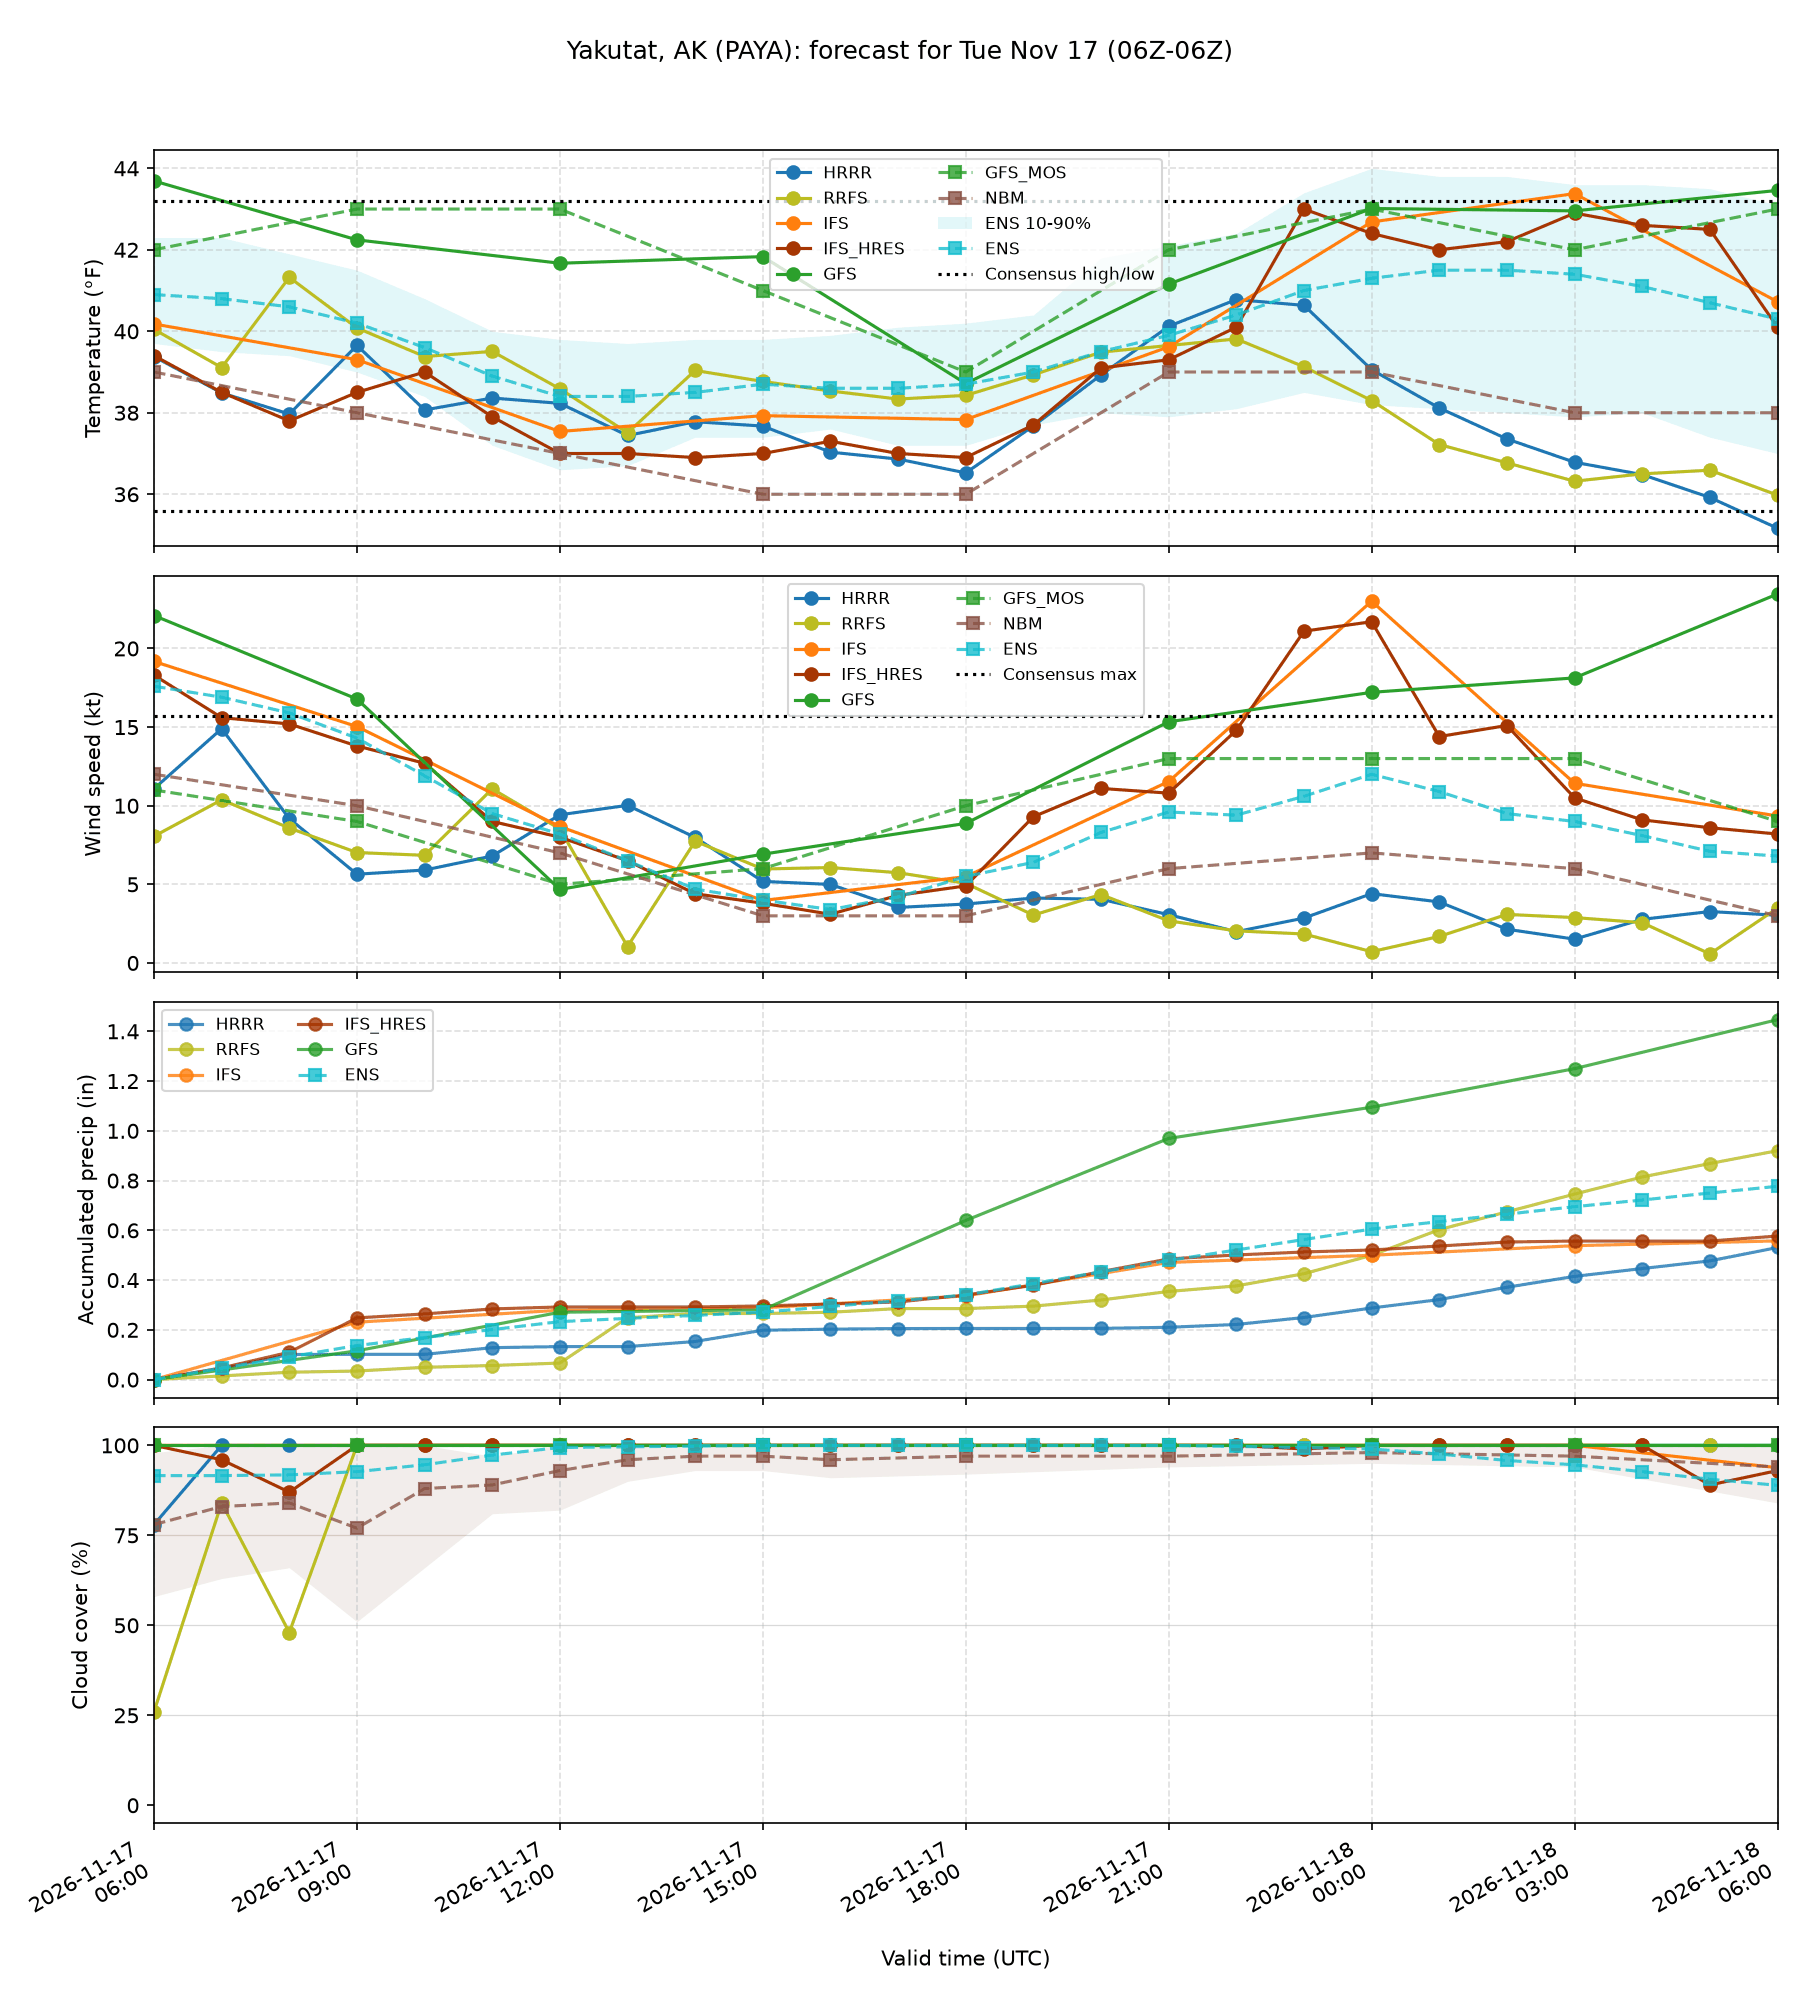 Yakutat, AK (PAYA): forecast for Tue Nov 17 (06Z-06Z)
Temperature (°F)
44
42
40
38
36
HRRR
RRFS
IFS
IFS_HRES
GFS
GFS_MOS
NBM
ENS 10-90%
ENS
Consensus high/low
Wind speed (kt)
20
15
10
5
0
HRRR
RRFS
IFS
IFS_HRES
GFS
GFS_MOS
NBM
ENS
Consensus max
Accumulated precip (in)
1.4
1.2
1.0
0.8
0.6
0.4
0.2
0.0
HRRR
RRFS
IFS
IFS_HRES
GFS
ENS
Cloud cover (%)
100
75
50
25
0
2026-11-17
06:00
2026-11-17
09:00
2026-11-17
12:00
2026-11-17
15:00
2026-11-17
18:00
2026-11-17
21:00
2026-11-18
00:00
2026-11-18
03:00
2026-11-18
06:00
Valid time (UTC)